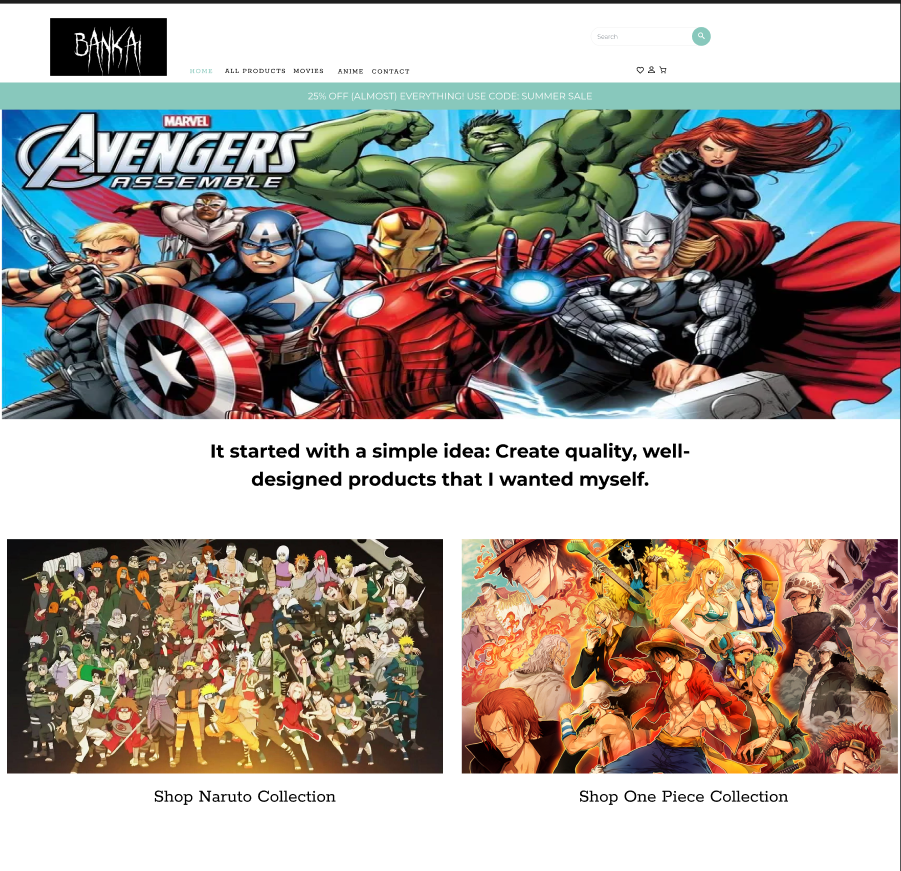 BANKAI
Search
HOME ALL PRODUCTS MOVIES ANIME CONTACT
25% OFF (ALMOST) EVERYTHING! USE CODE: SUMMER SALE
MARVEL
AVENGERS
ASSEMBLE
It started with a simple idea: Create quality, well-
designed products that I wanted myself.
Shop Naruto Collection
Shop One Piece Collection